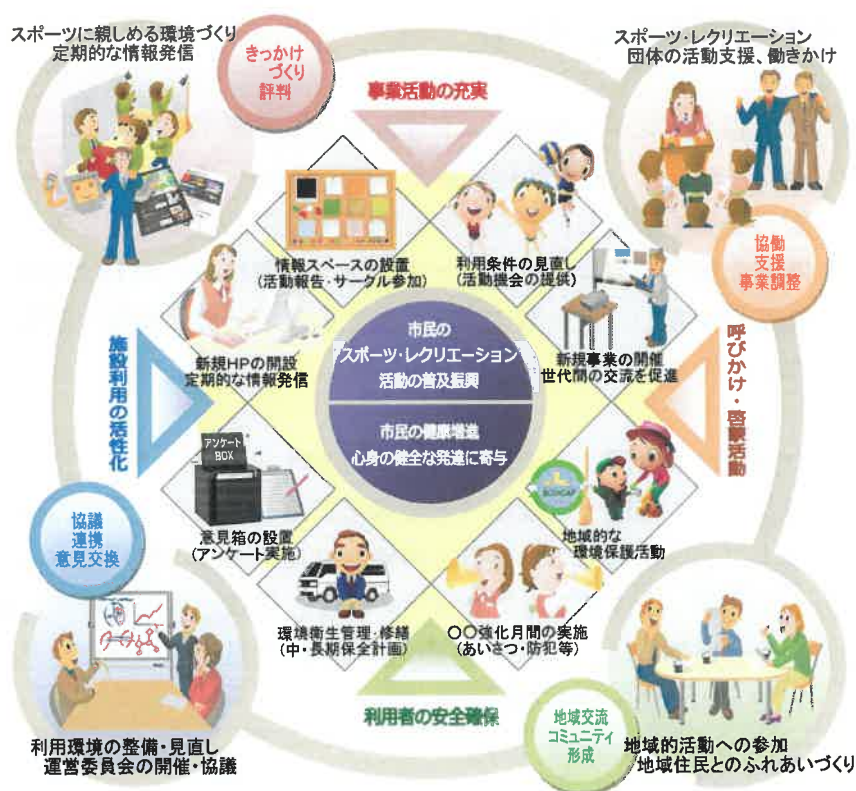 スポーツに親しめる環境づくり
定期的な情報発信
きっかけ
づくり
評判
事業活動の充実
スポーツ・レクリエーション
団体の活動支援、働きかけ
協働
支援
事業調整
情報スペースの設置
(活動報告・サークル参加)
利用条件の見直し
(活動機会の提供)
新規HPの開設
定期的な情報発信
新規事業の開催
世代間の交流を促進
市民の
スポーツ・レクリエーション
活動の普及振興
市民の健康増進
心身の健全な発達に寄与
施設利用の活性化
呼びかけ・啓蒙活動
アンケート
BOX
意見箱の設置
(アンケート実施)
ECOCAP
地域的な
環境保護活動
環境衛生管理・修繕
(中・長期保全計画)
〇〇強化月間の実施
(あいさつ・防犯等)
利用者の安全確保
協議
連携
意見交換
利用環境の整備・見直し
運営委員会の開催・協議
地域交流
コミュニティ
形成
地域的活動への参加
地域住民とのふれあいづくり